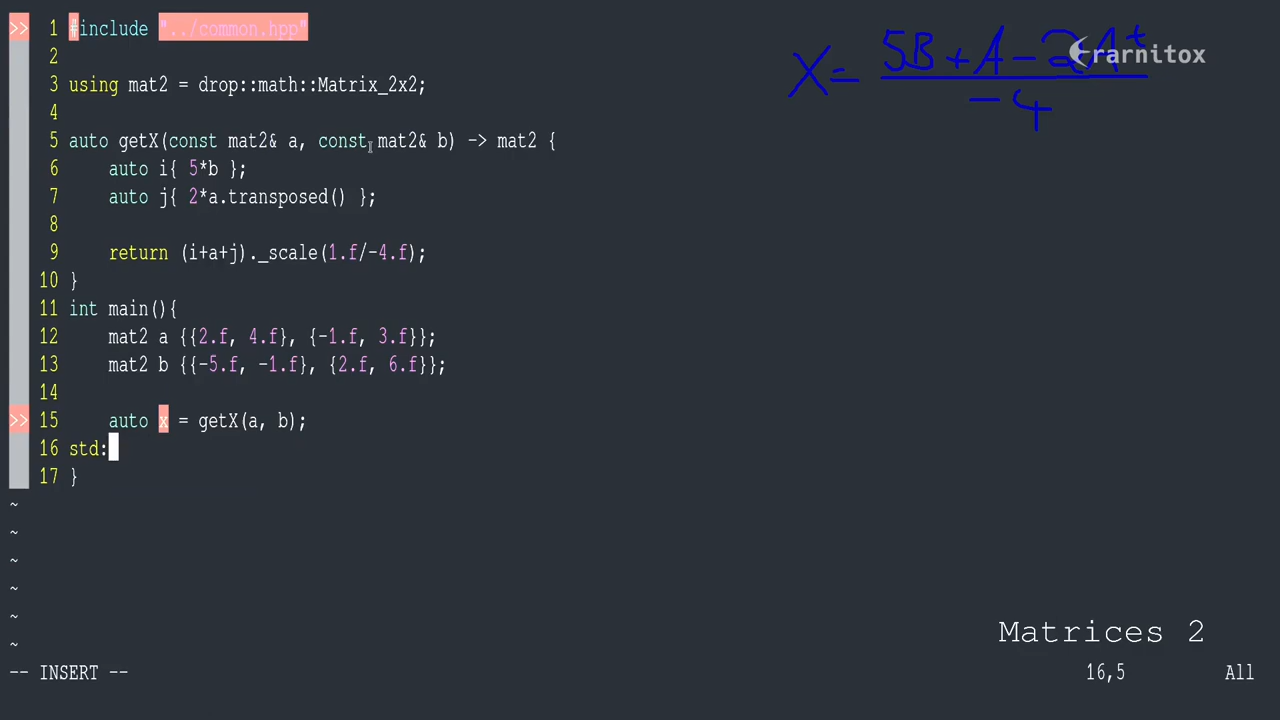 >> 1 #include "../common.hpp"
2
3 using mat2 = drop::math::Matrix_2x2;
4
5 auto getX(const mat2& a, const mat2& b) -> mat2 {
6     auto i{ 5*b };
7     auto j{ 2*a.transposed() };
8
9     return (i+a+j)._scale(1.f/-4.f);
10 }
11 int main(){
12     mat2 a {{2.f, 4.f}, {-1.f, 3.f}};
13     mat2 b {{-5.f, -1.f}, {2.f, 6.f}};
14
>> 15     auto x = getX(a, b);
16 std:
17 }
~
~
~
~
~
~
-- INSERT --
16,5
All
X = 5B + A - 2A^t
-4
rarnitox
Matrices 2